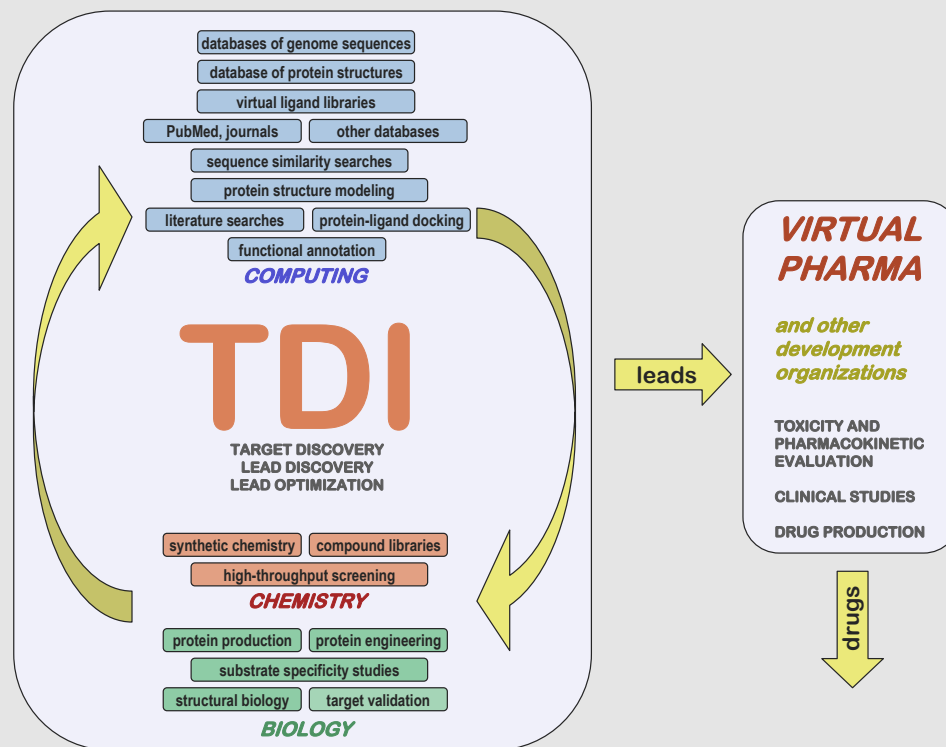 databases of genome sequences
database of protein structures
virtual ligand libraries
PubMed, journals
other databases
sequence similarity searches
protein structure modeling
literature searches
protein-ligand docking
functional annotation
COMPUTING
TDI
TARGET DISCOVERY
LEAD DISCOVERY
LEAD OPTIMIZATION
synthetic chemistry
compound libraries
high-throughput screening
CHEMISTRY
protein production
protein engineering
substrate specificity studies
structural biology
target validation
BIOLOGY
leads
VIRTUAL
PHARMA
and other
development
organizations
TOXICITY AND
PHARMACOKINETIC
EVALUATION
CLINICAL STUDIES
DRUG PRODUCTION
drugs